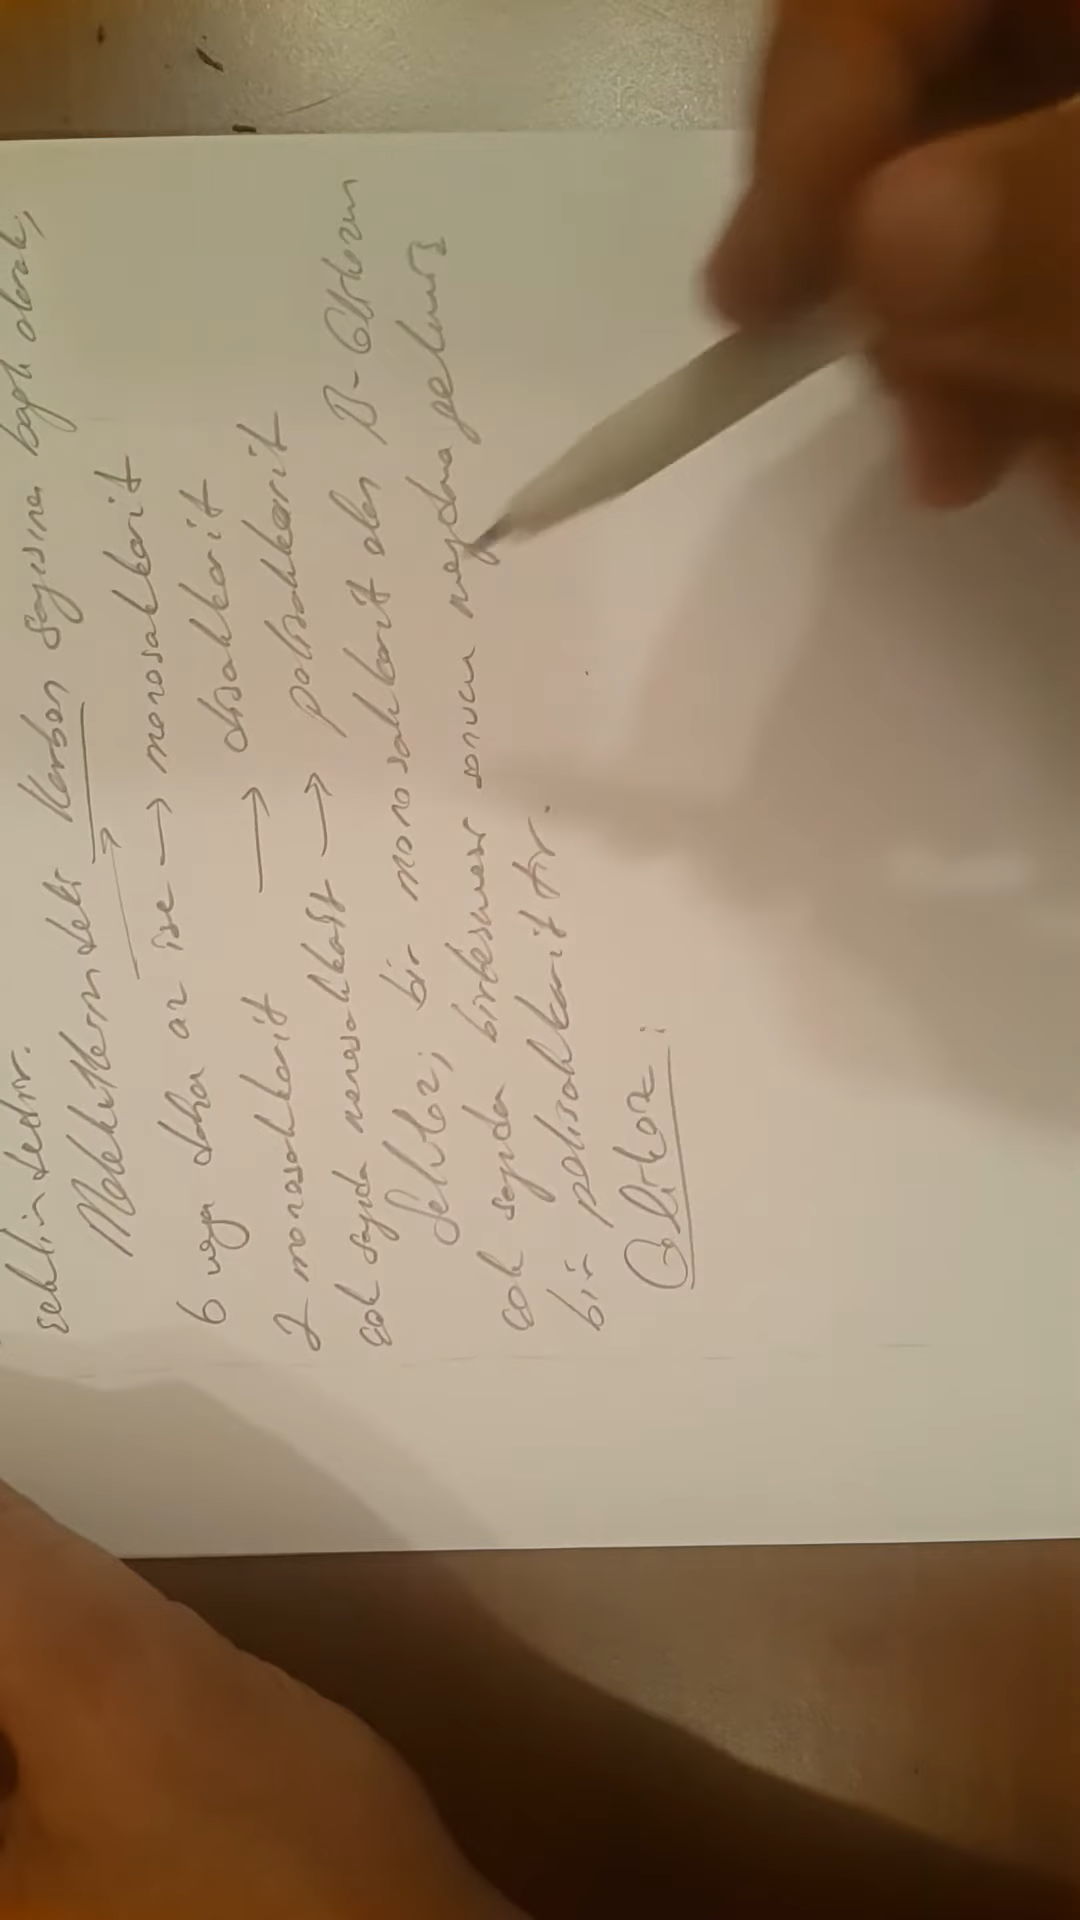 şeklindedir.
Moleküllerindeki karbon sayısına bağlı olarak,
6 veya daha az ise → monosakkarit
2 monosakkarit → disakkarit
çok sayıda monosakkarit → polisakkarit
Selüloz; bir monosakkarit olan B-Glikozun
çok sayıda birleşmesi sonucu meydana gelmiş
bir polisakkarittir.
Glikoz: